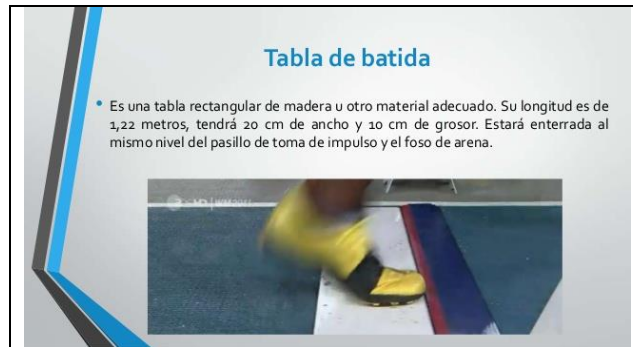 Tabla de batida
• Es una tabla rectangular de madera u otro material adecuado. Su longitud es de
1,22 metros, tendrá 20 cm de ancho y 10 cm de grosor. Estará enterrada al
mismo nivel del pasillo de toma de impulso y el foso de arena.